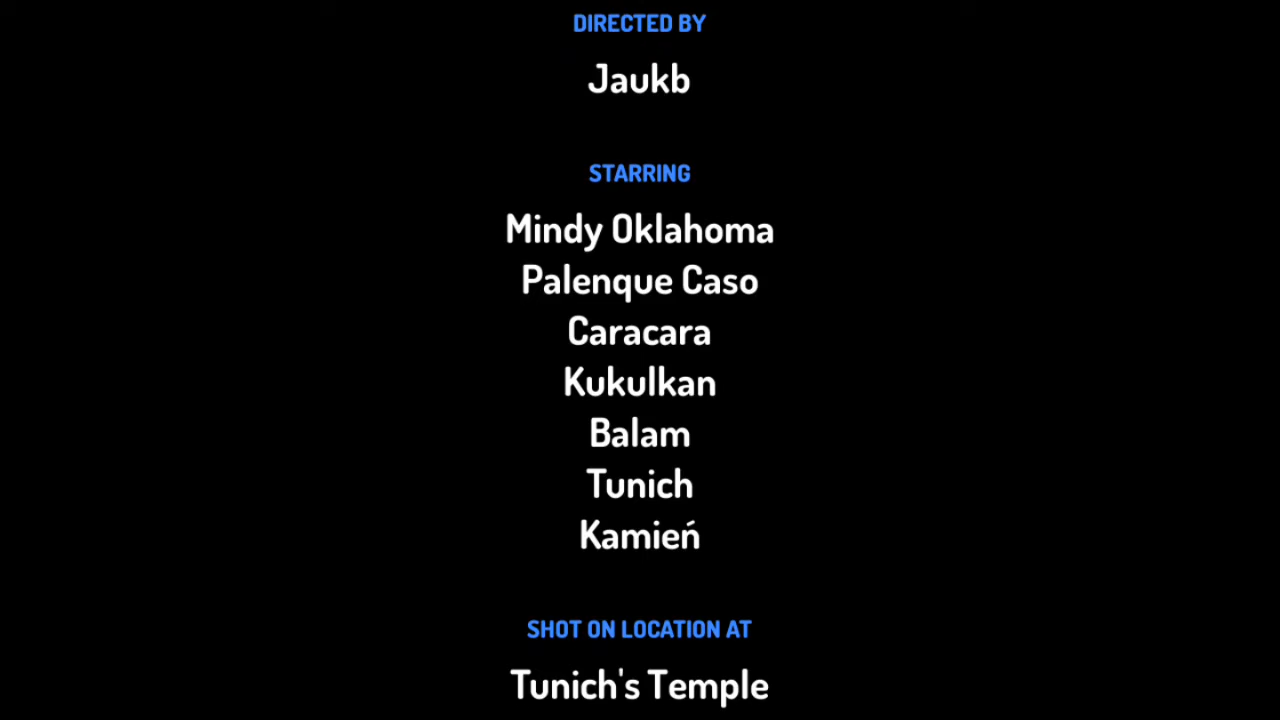 DIRECTED BY
Jaukb
STARRING
Mindy Oklahoma
Palenque Caso
Caracara
Kukulkan
Balam
Tunich
Kamień
SHOT ON LOCATION AT
Tunich's Temple